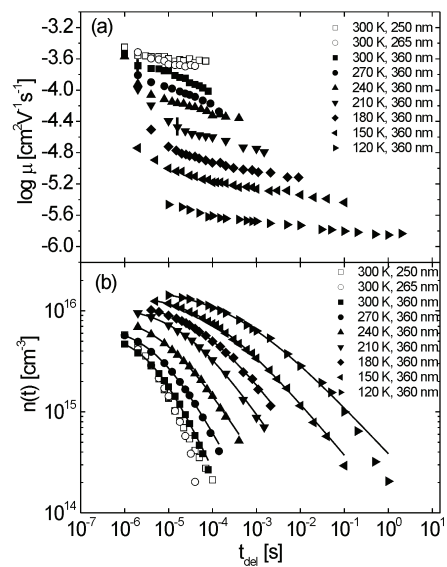 (a)
-3.2
-3.6
-4.0
-4.4
-4.8
-5.2
-5.6
-6.0
log μ [cm²V⁻¹s⁻¹]
300 K, 250 nm
300 K, 265 nm
300 K, 360 nm
270 K, 360 nm
240 K, 360 nm
210 K, 360 nm
180 K, 360 nm
150 K, 360 nm
120 K, 360 nm
(b)
10¹⁶
10¹⁵
10¹⁴
n(t) [cm⁻³]
300 K, 250 nm
300 K, 265 nm
300 K, 360 nm
270 K, 360 nm
240 K, 360 nm
210 K, 360 nm
180 K, 360 nm
150 K, 360 nm
120 K, 360 nm
10⁻⁷ 10⁻⁶ 10⁻⁵ 10⁻⁴ 10⁻³ 10⁻² 10⁻¹ 10⁰ 10¹
t_del [s]